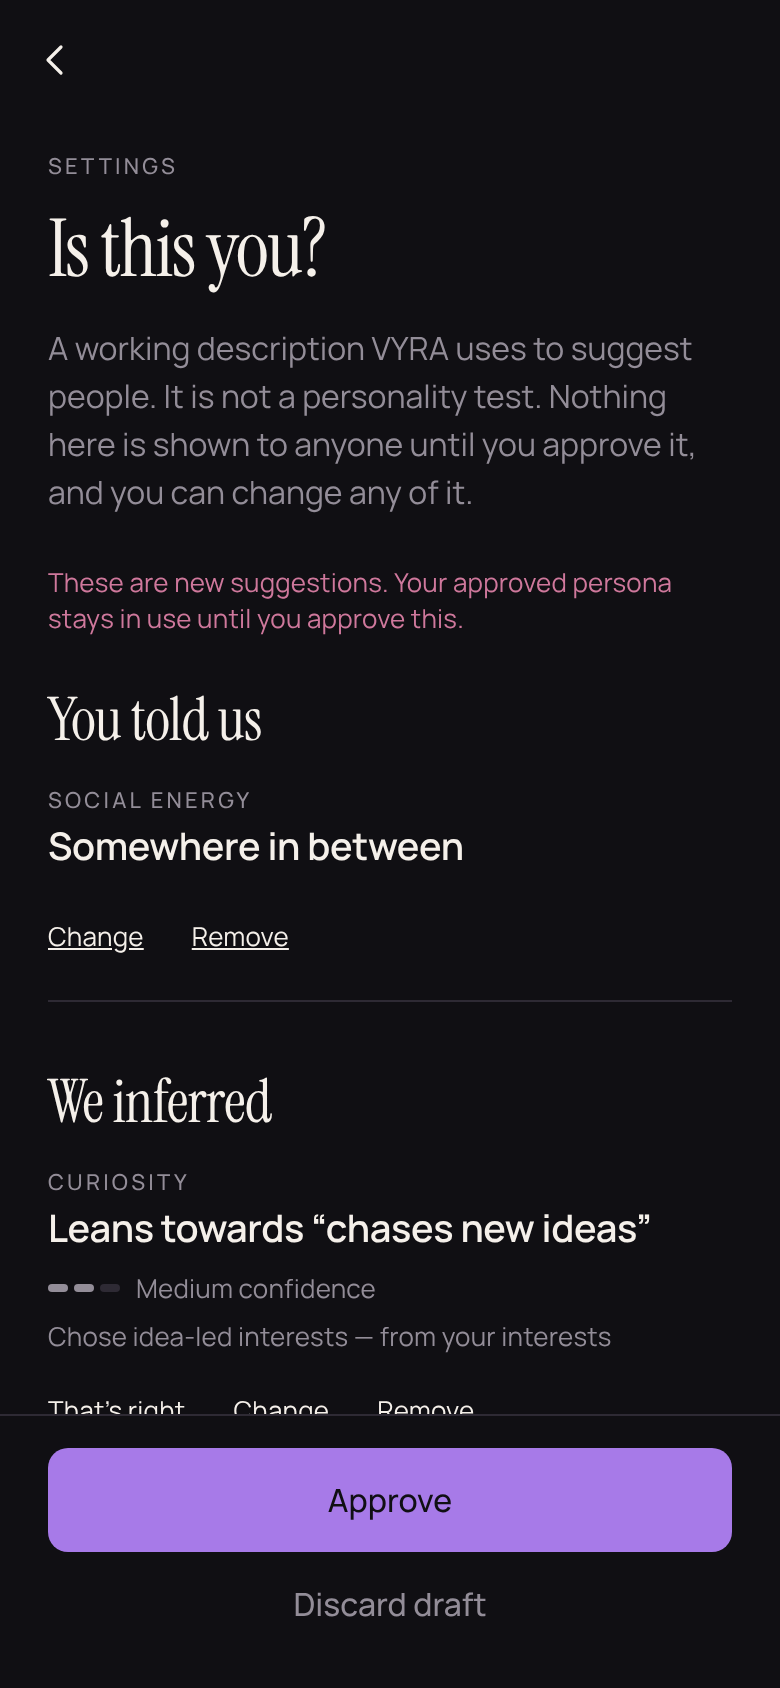 SETTINGS
Is this you?
A working description VYRA uses to suggest
people. It is not a personality test. Nothing
here is shown to anyone until you approve it,
and you can change any of it.
These are new suggestions. Your approved persona
stays in use until you approve this.
You told us
SOCIAL ENERGY
Somewhere in between
Change Remove
We inferred
CURIOSITY
Leans towards “chases new ideas”
Medium confidence
Chose idea-led interests — from your interests
That’s right Change Remove
Approve
Discard draft